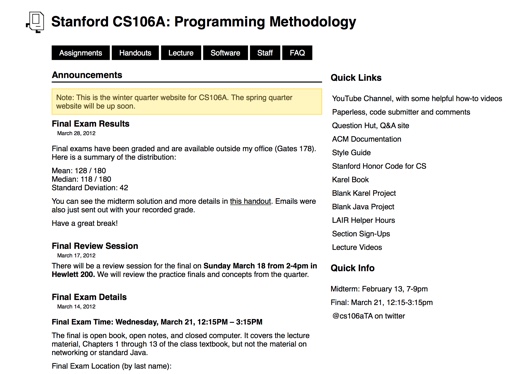 Stanford CS106A: Programming Methodology
Assignments
Handouts
Lecture
Software
Staff
FAQ
Announcements
Note: This is the winter quarter website for CS106A. The spring quarter
website will be up soon.
Final Exam Results
March 28, 2012
Final exams have been graded and are available outside my office (Gates 178).
Here is a summary of the distribution:
Mean: 128 / 180
Median: 118 / 180
Standard Deviation: 42
You can see the midterm solution and more details in this handout. Emails were
also just sent out with your recorded grade.
Have a great break!
Final Review Session
March 17, 2012
There will be a review session for the final on Sunday March 18 from 2-4pm in
Hewlett 200. We will review the practice finals and concepts from the quarter.
Final Exam Details
March 14, 2012
Final Exam Time: Wednesday, March 21, 12:15PM – 3:15PM
The final is open book, open notes, and closed computer. It covers the lecture
material, Chapters 1 through 13 of the class textbook, but not the material on
networking or standard Java.
Final Exam Location (by last name):
Quick Links
YouTube Channel, with some helpful how-to videos
Paperless, code submitter and comments
Question Hut, Q&A site
ACM Documentation
Style Guide
Stanford Honor Code for CS
Karel Book
Blank Karel Project
Blank Java Project
LAIR Helper Hours
Section Sign-Ups
Lecture Videos
Quick Info
Midterm: February 13, 7-9pm
Final: March 21, 12:15-3:15pm
@cs106aTA on twitter